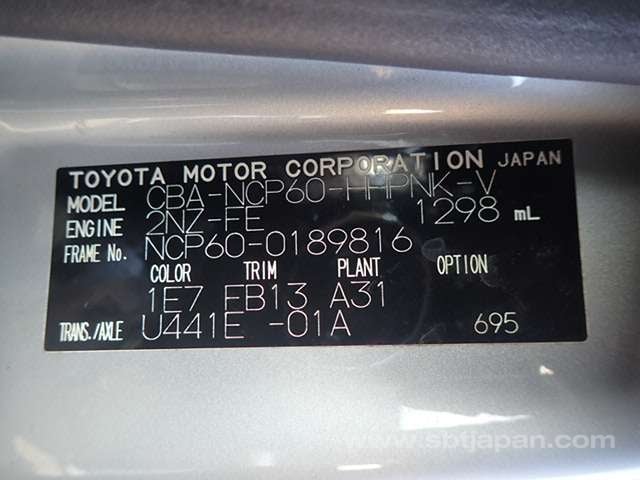 TOYOTA MOTOR CORPORATION JAPAN
MODEL CBA-NCP60-HHPNK-V
ENGINE 2NZ-FE 1298 mL
FRAME No. NCP60-0189816
COLOR TRIM PLANT OPTION
1E7 FB13 A31
TRANS./AXLE U441E -01A 695
www.sbtjapan.com